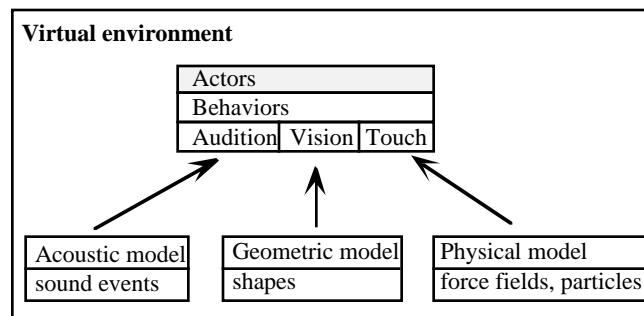 Virtual environment
Actors
Behaviors
Audition Vision Touch
Acoustic model
sound events
Geometric model
shapes
Physical model
force fields, particles